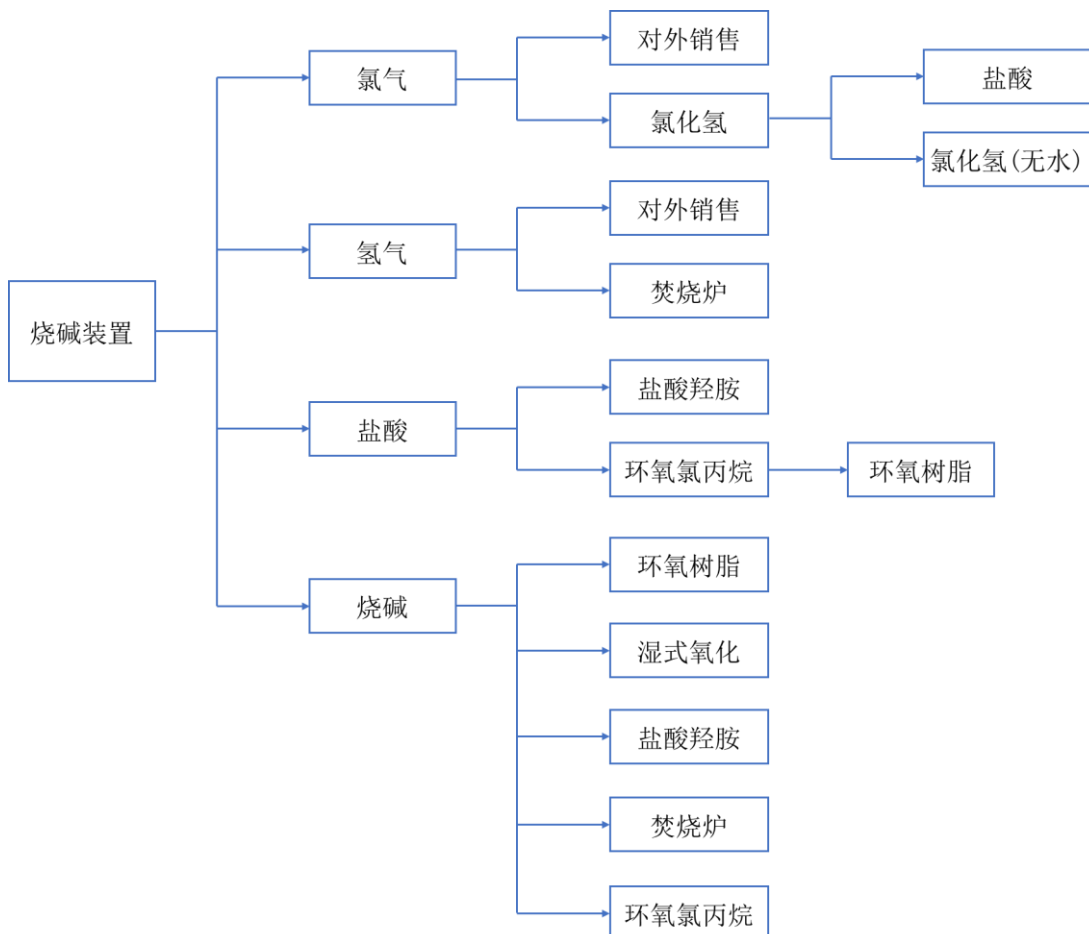 对外销售
氯气
盐酸
氯化氢
氯化氢(无水)
对外销售
氢气
焚烧炉
烧碱装置
盐酸羟胺
盐酸
环氧氯丙烷
环氧树脂
环氧树脂
烧碱
湿式氧化
盐酸羟胺
焚烧炉
环氧氯丙烷